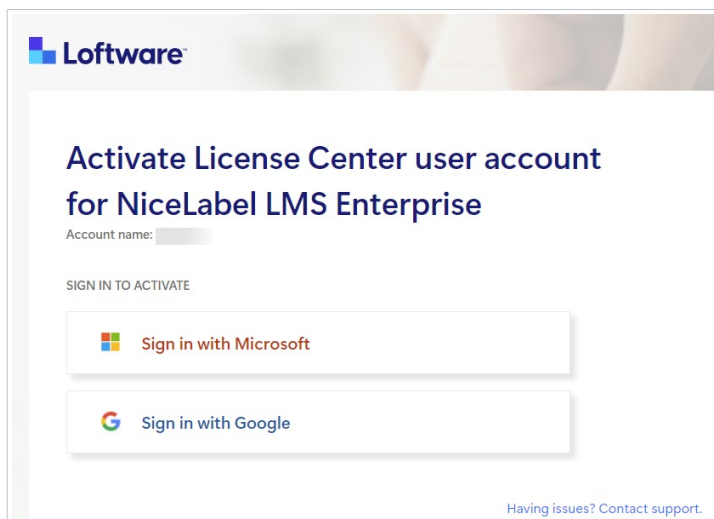 Loftware™
Activate License Center user account
for NiceLabel LMS Enterprise
Account name:
SIGN IN TO ACTIVATE
Sign in with Microsoft
Sign in with Google
Having issues? Contact support.